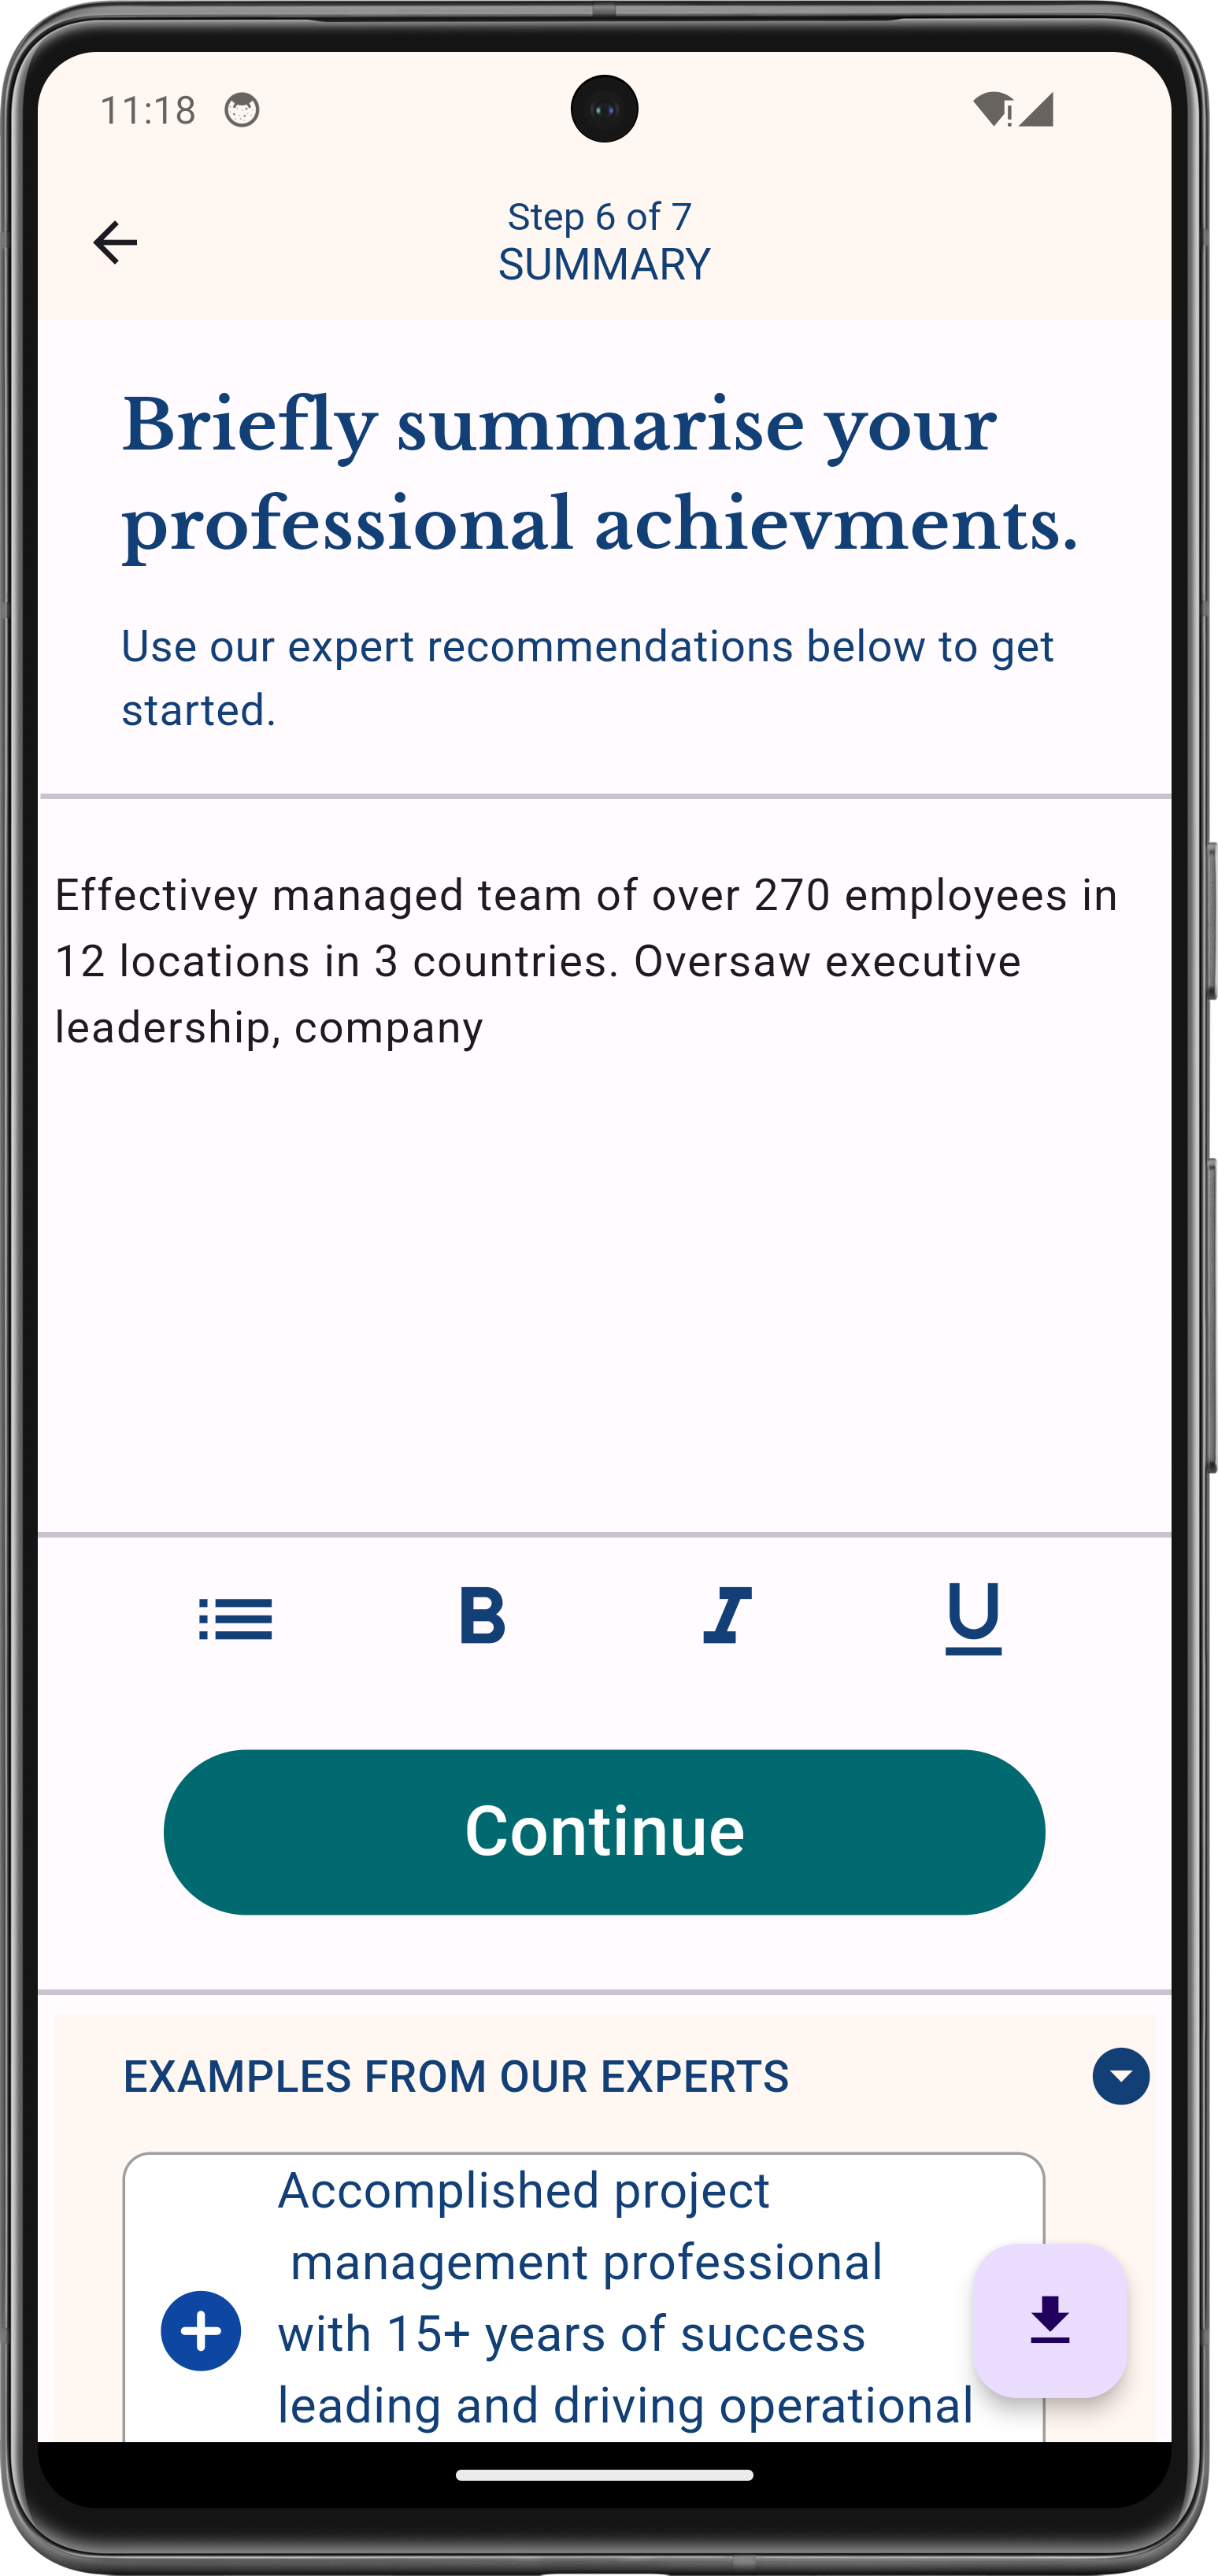 11:18
Step 6 of 7
SUMMARY
Briefly summarise your
professional achievments.
Use our expert recommendations below to get
started.
Effectivey managed team of over 270 employees in
12 locations in 3 countries. Oversaw executive
leadership, company
B I U
Continue
EXAMPLES FROM OUR EXPERTS
Accomplished project
management professional
with 15+ years of success
leading and driving operational